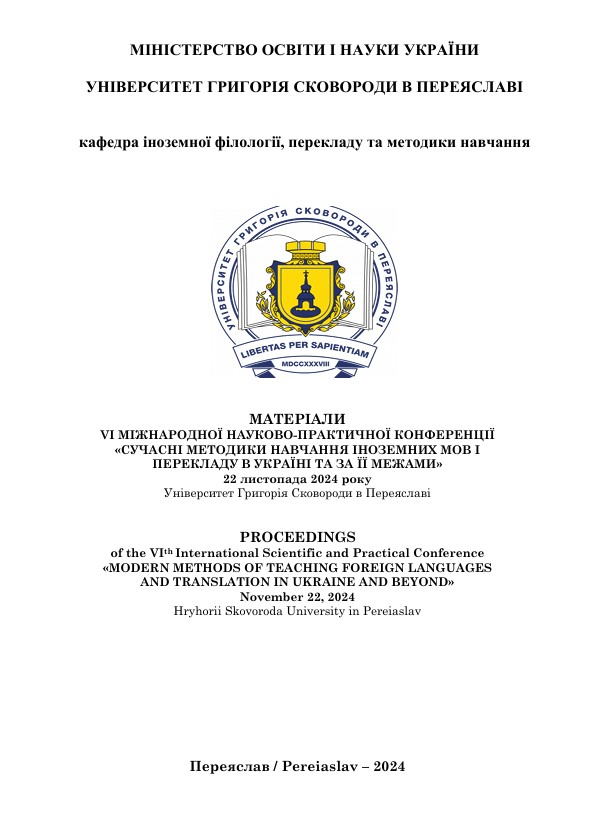 МІНІСТЕРСТВО ОСВІТИ І НАУКИ УКРАЇНИ
УНІВЕРСИТЕТ ГРИГОРІЯ СКОВОРОДИ В ПЕРЕЯСЛАВІ
кафедра іноземної філології, перекладу та методики навчання
УНІВЕРСИТЕТ ГРИГОРІЯ СКОВОРОДИ В ПЕРЕЯСЛАВІ
LIBERTAS PER SAPIENTIAM
MDCCXXXVIII
МАТЕРІАЛИ
VI МІЖНАРОДНОЇ НАУКОВО-ПРАКТИЧНОЇ КОНФЕРЕНЦІЇ
«СУЧАСНІ МЕТОДИКИ НАВЧАННЯ ІНОЗЕМНИХ МОВ І
ПЕРЕКЛАДУ В УКРАЇНІ ТА ЗА ЇЇ МЕЖАМИ»
22 листопада 2024 року
Університет Григорія Сковороди в Переяславі
PROCEEDINGS
of the VIth International Scientific and Practical Conference
«MODERN METHODS OF TEACHING FOREIGN LANGUAGES
AND TRANSLATION IN UKRAINE AND BEYOND»
November 22, 2024
Hryhorii Skovoroda University in Pereiaslav
Переяслав / Pereiaslav – 2024